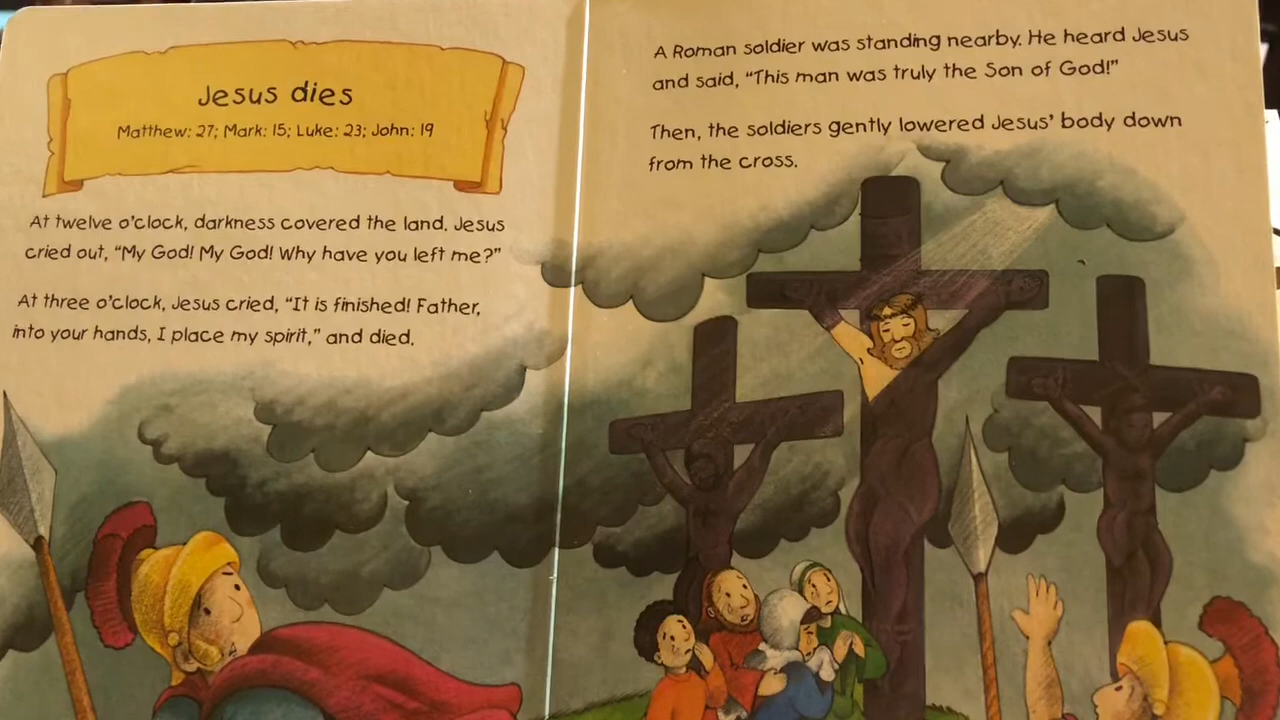 Jesus dies
Matthew: 27; Mark: 15; Luke: 23; John: 19
At twelve o'clock, darkness covered the land. Jesus
cried out, “My God! My God! Why have you left me?”
At three o'clock, Jesus cried, “It is finished! Father,
into your hands, I place my spirit,” and died.
A Roman soldier was standing nearby. He heard Jesus
and said, “This man was truly the Son of God!”
Then, the soldiers gently lowered Jesus’ body down
from the cross.